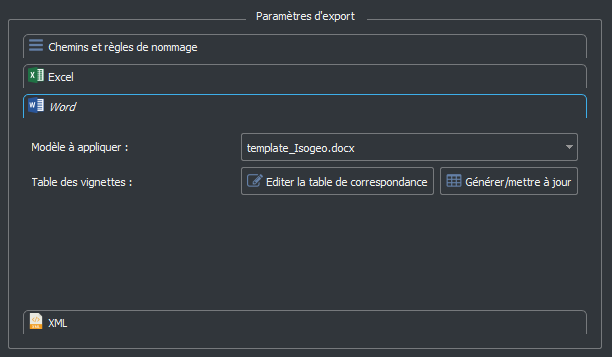 Paramètres d'export
Chemins et règles de nommage
Excel
Word
Modèle à appliquer : template_Isogeo.docx
Table des vignettes : Editer la table de correspondance Générer/mettre à jour
XML